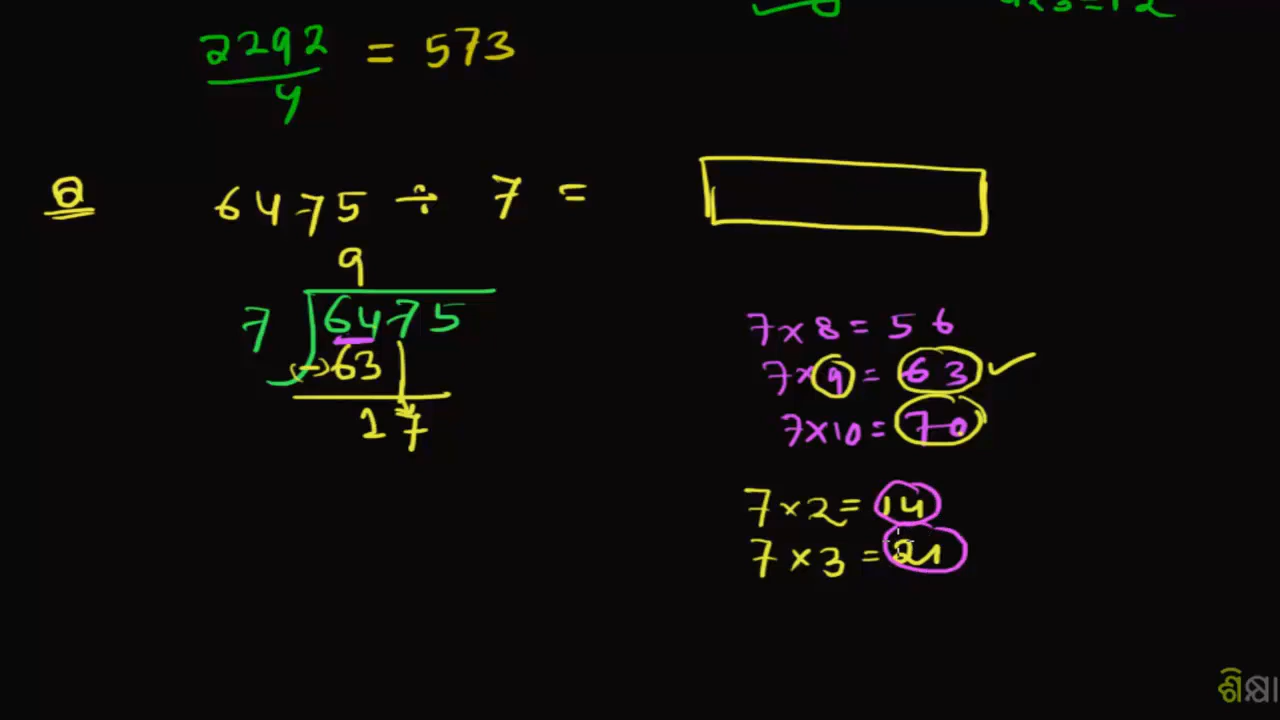 2292 / 4 = 573
Q 6475 ÷ 7 =
9
7 6475
(-) 63
17
7 × 8 = 56
7 × 9 = 63 ✓
7 × 10 = 70
7 × 2 = 14
7 × 3 = 21
ଶିକ୍ଷା